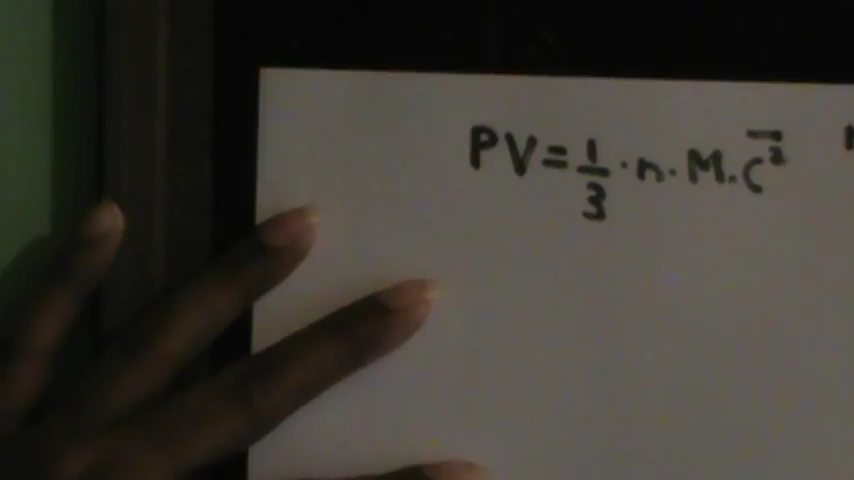 PV = 1/3 · n · M . c̅²